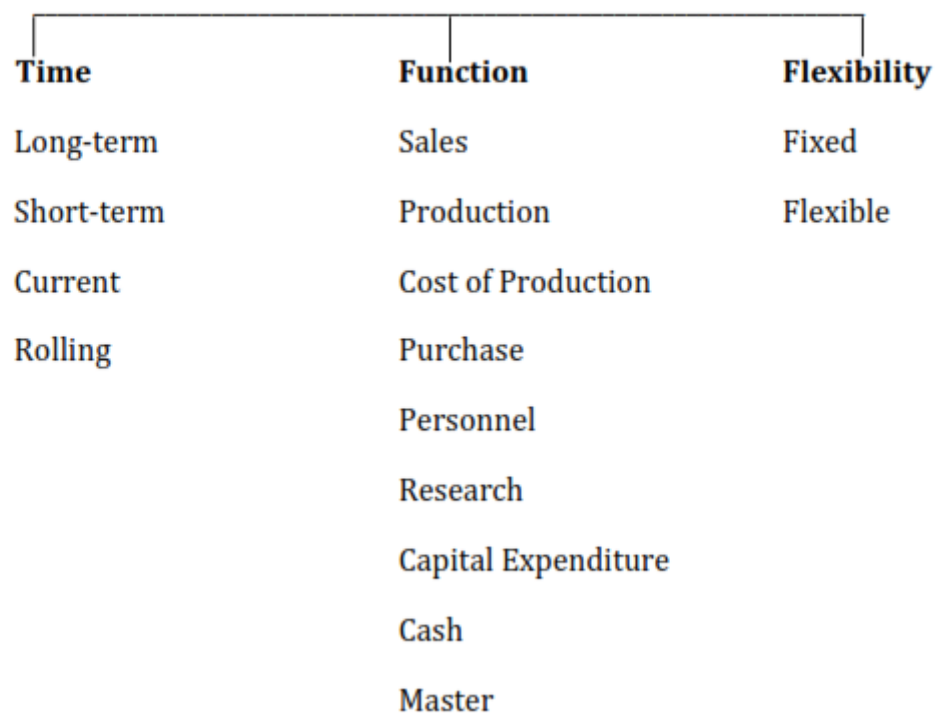 Time Function Flexibility
Long-term Sales Fixed
Short-term Production Flexible
Current Cost of Production
Rolling Purchase
Personnel
Research
Capital Expenditure
Cash
Master